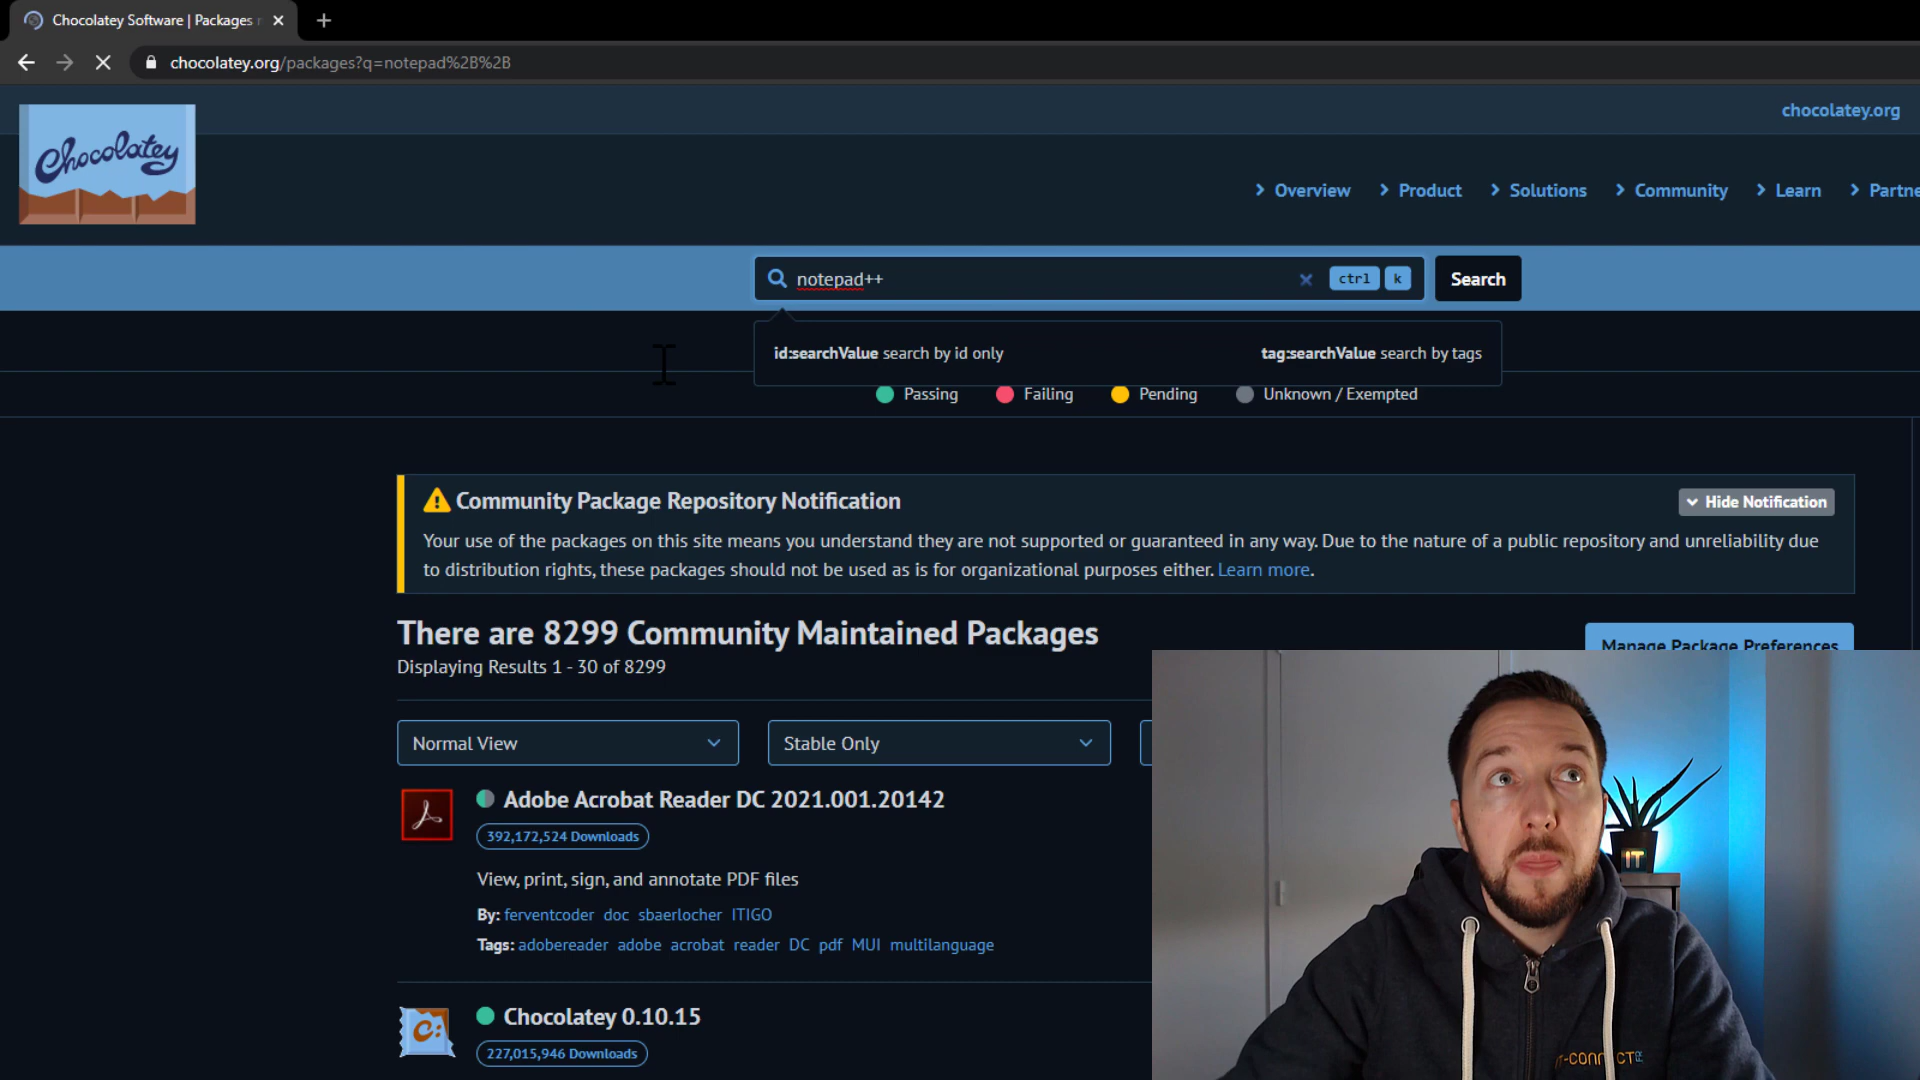 Chocolatey Software | Packages
chocolatey.org/packages?q=notepad%2B%2B
chocolatey.org
Chocolatey
Overview Product Solutions Community Learn Partne
notepad++ ctrl k Search
id:searchValue search by id only tag:searchValue search by tags
Passing Failing Pending Unknown / Exempted
Community Package Repository Notification Hide Notification
Your use of the packages on this site means you understand they are not supported or guaranteed in any way. Due to the nature of a public repository and unreliability due
to distribution rights, these packages should not be used as is for organizational purposes either. Learn more.
There are 8299 Community Maintained Packages
Manage Package Preferences
Displaying Results 1 - 30 of 8299
Normal View Stable Only
Adobe Acrobat Reader DC 2021.001.20142
392,172,524 Downloads
View, print, sign, and annotate PDF files
By: ferventcoder doc sbaerlocher ITIGO
Tags: adobereader adobe acrobat reader DC pdf MUI multilanguage
C: Chocolatey 0.10.15
227,015,946 Downloads
IT